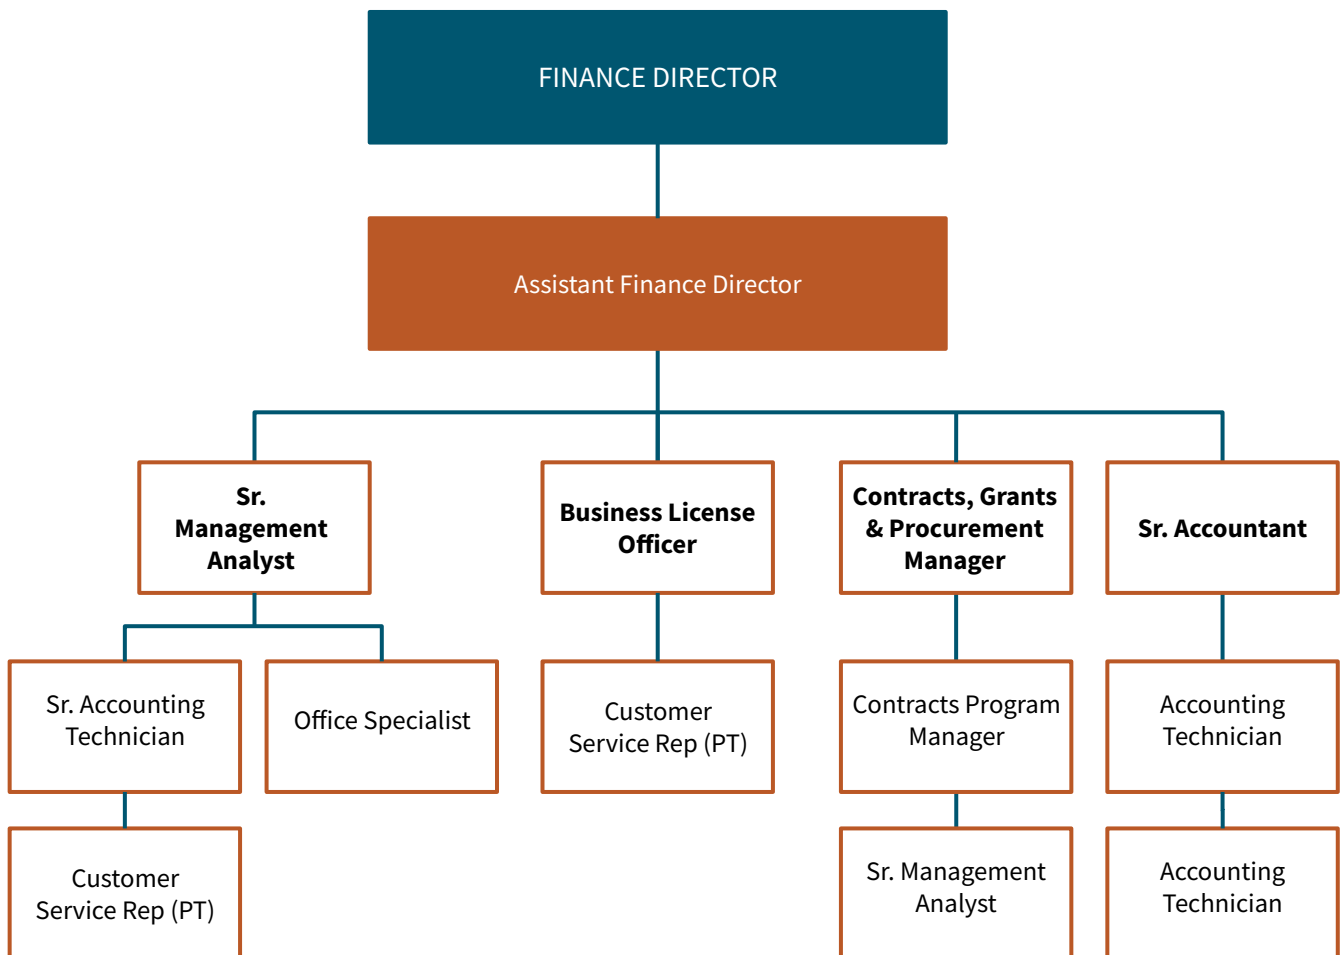 FINANCE DIRECTOR
Assistant Finance Director
Sr.
Management
Analyst
Business License
Officer
Contracts, Grants
& Procurement
Manager
Sr. Accountant
Sr. Accounting
Technician
Office Specialist
Customer
Service Rep (PT)
Contracts Program
Manager
Accounting
Technician
Customer
Service Rep (PT)
Sr. Management
Analyst
Accounting
Technician